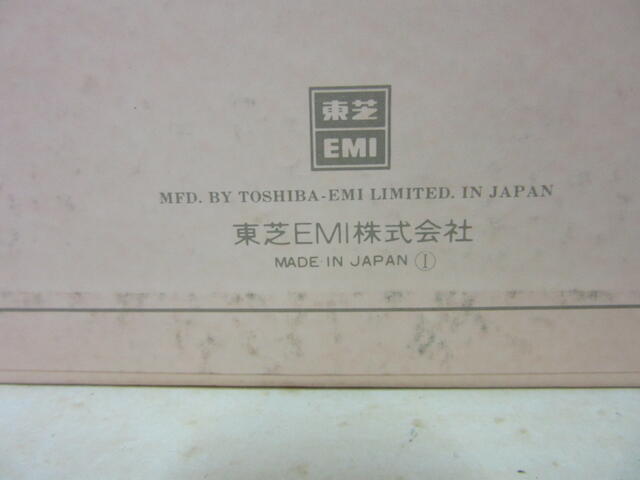 東芝
EMI
MFD. BY TOSHIBA-EMI LIMITED. IN JAPAN
東芝EMI株式会社
MADE IN JAPAN Ⓘ